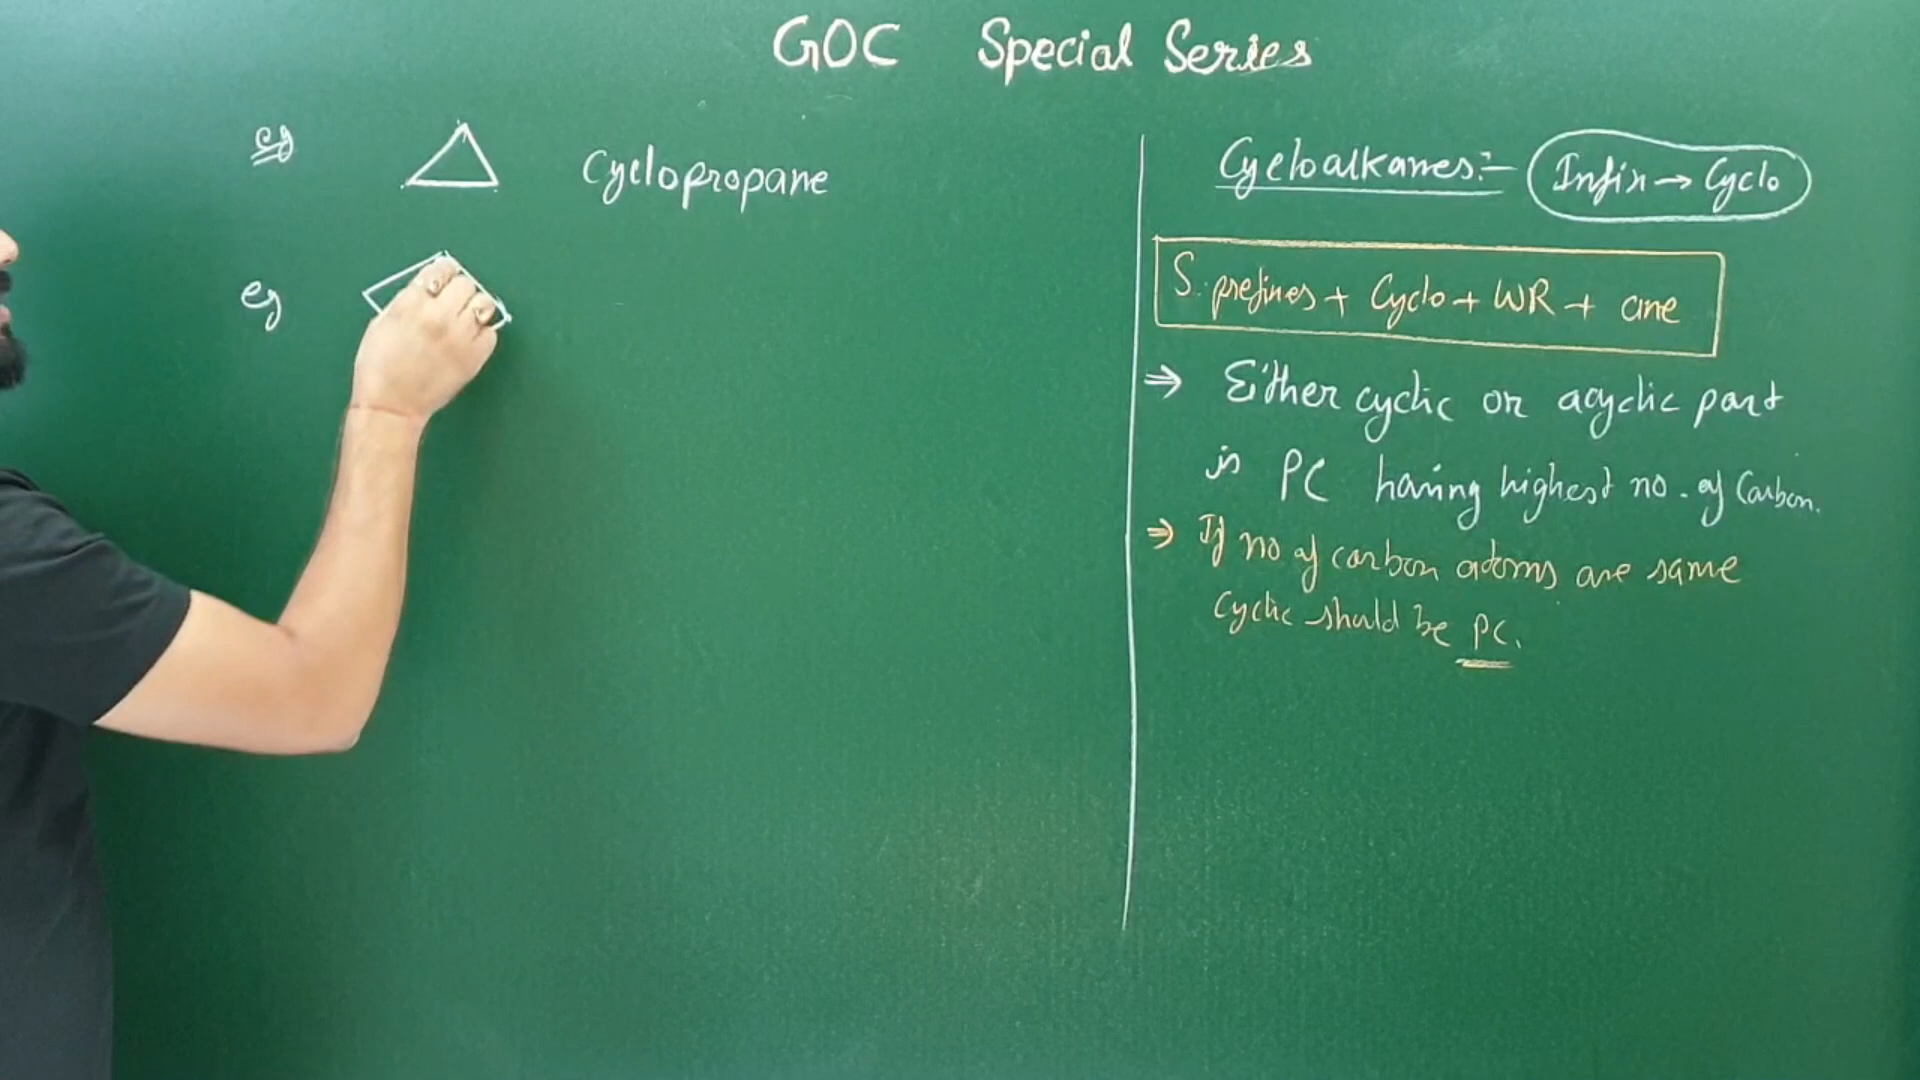 GOC Special Series
eg Cyclopropane
eg
Cycloalkanes:- Infix → Cyclo
S. prefixes + Cyclo + WR + ane
⇒ Either cyclic or acyclic part
is PC having highest no. of Carbon.
⇒ If no of carbon atoms are same
Cyclic should be PC.